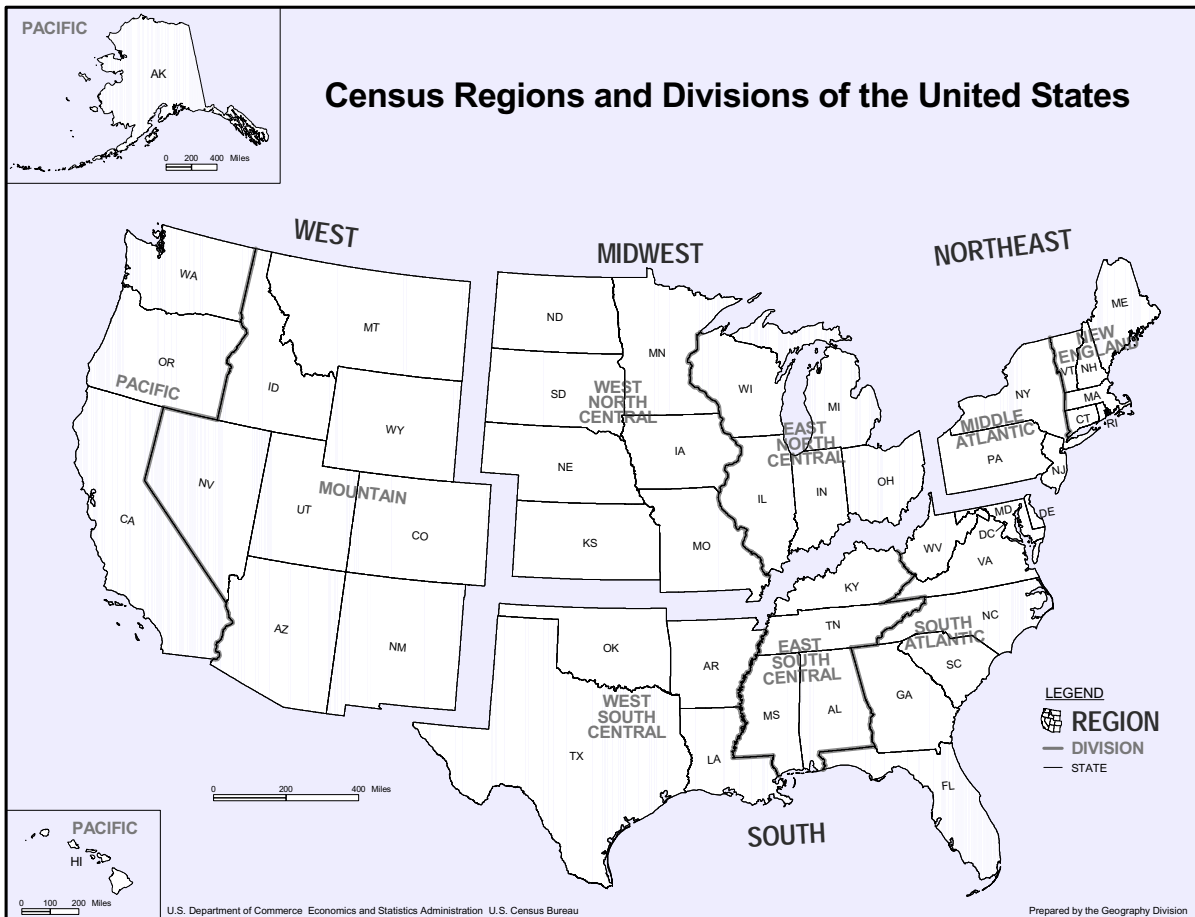 PACIFIC
AK
0 200 400 Miles
Census Regions and Divisions of the United States
WEST
MIDWEST
NORTHEAST
WA
MT
ND
MN
ME
OR
ID
SD
WI
MI
NY
VT
NH
NEW
ENGLAND
PACIFIC
WY
WEST
NORTH
CENTRAL
MA
CT
RI
MIDDLE
ATLANTIC
EAST
NORTH
CENTRAL
IA
NE
PA
NJ
NV
UT
MOUNTAIN
CO
CA
IL
IN
OH
KS
MO
MD
DE
DC
WV
VA
KY
AZ
NM
OK
AR
TN
NC
SOUTH
ATLANTIC
EAST
SOUTH
CENTRAL
SC
MS
AL
GA
WEST
SOUTH
CENTRAL
TX
LA
FL
LEGEND
REGION
DIVISION
STATE
0 200 400 Miles
SOUTH
PACIFIC
HI
0 100 200 Miles
U.S. Department of Commerce Economics and Statistics Administration U.S. Census Bureau
Prepared by the Geography Division